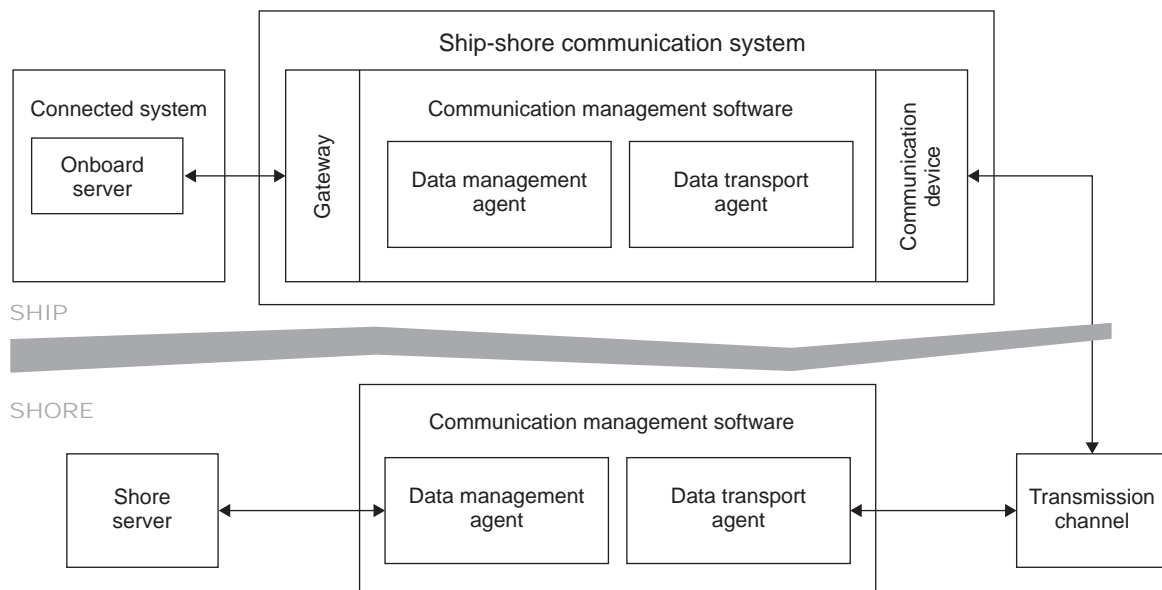 Ship-shore communication system
Connected system
Onboard
server
Gateway
Communication management software
Data management
agent
Data transport
agent
Communication
device
SHIP
SHORE
Communication management software
Shore
server
Data management
agent
Data transport
agent
Transmission
channel